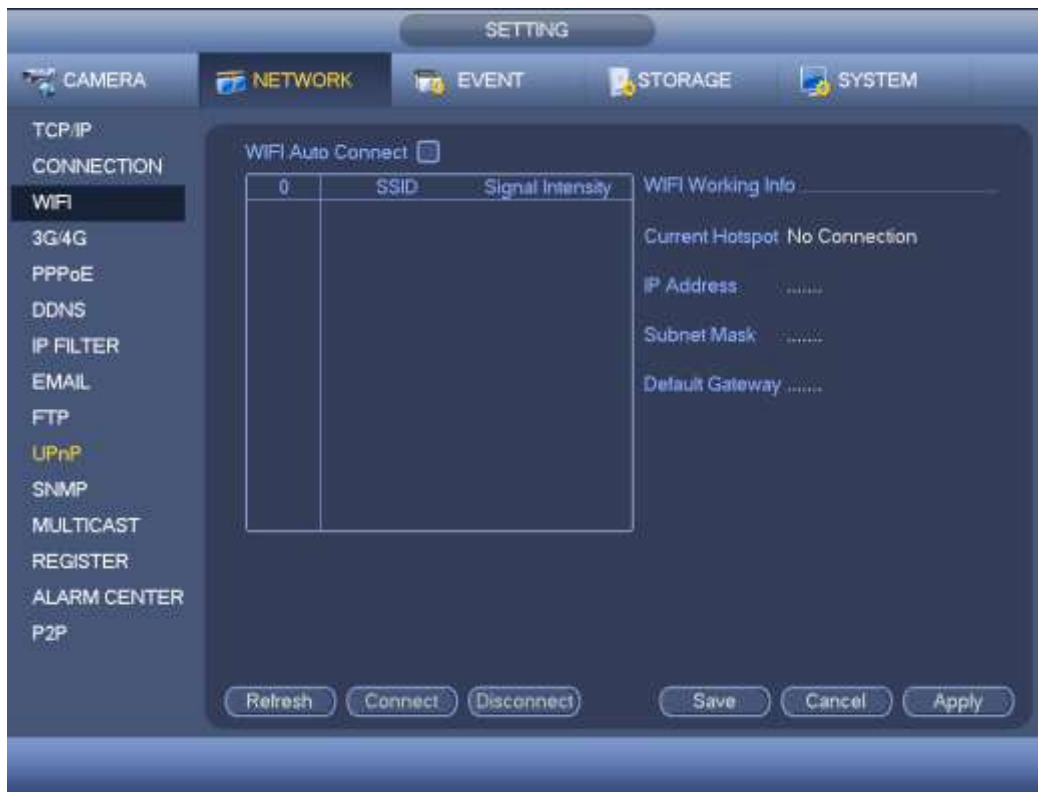 SETTING
CAMERA NETWORK EVENT STORAGE SYSTEM
TCP/IP
CONNECTION
WIFI
3G/4G
PPPoE
DDNS
IP FILTER
EMAIL
FTP
UPnP
SNMP
MULTICAST
REGISTER
ALARM CENTER
P2P
WIFI Auto Connect
0 SSID Signal Intensity
WIFI Working Info
Current Hotspot No Connection
IP Address .......
Subnet Mask .......
Default Gateway .......
Refresh Connect Disconnect Save Cancel Apply